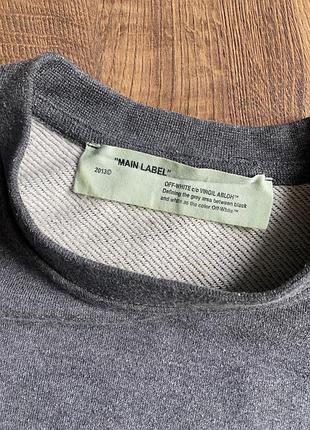 "MAIN LABEL"
2013©
OFF-WHITE c/o VIRGIL ABLOH™
Defining the grey area between black
and white as the color Off-White™